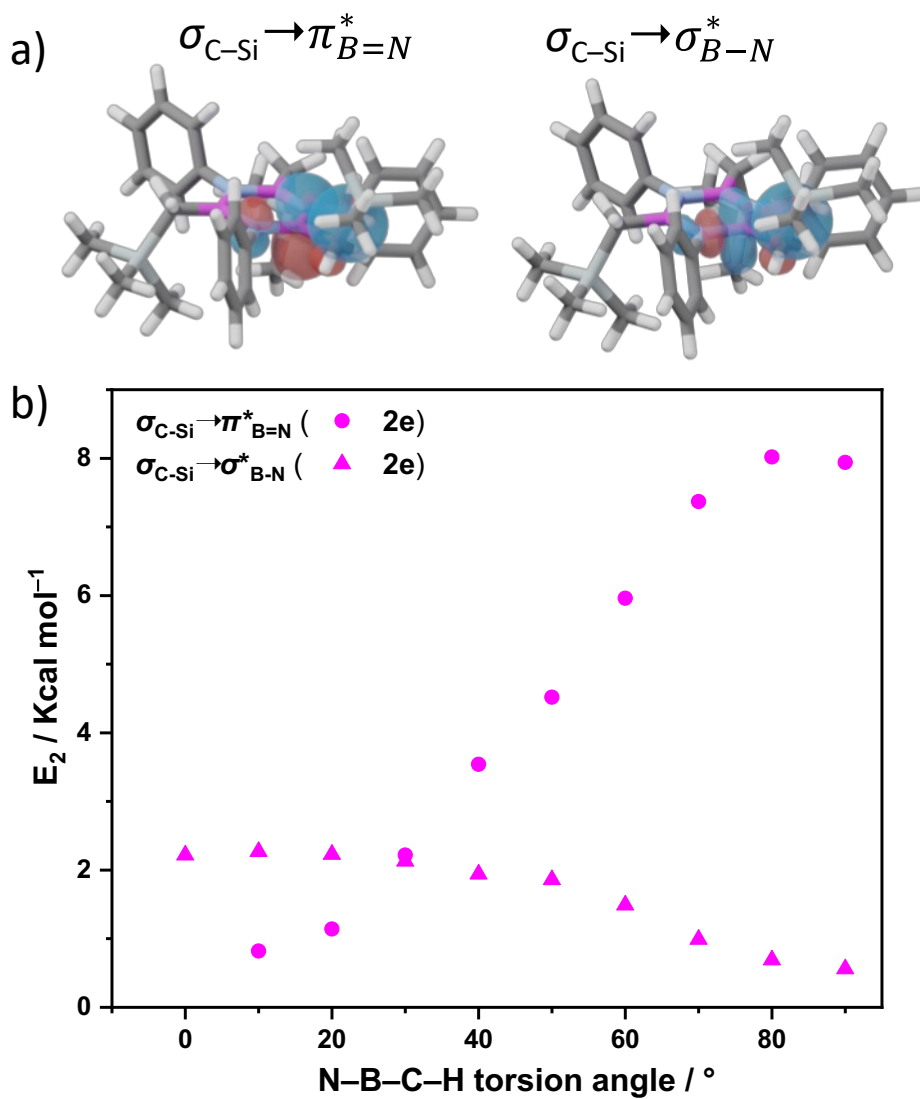 a) σC–Si→π*B=N σC–Si→σ*B–N
b)
σC-Si→π*B=N ( ● 2e)
σC-Si→σ*B-N ( ▲ 2e)
8
6
4
2
0
E2 / Kcal mol–1
0 20 40 60 80
N–B–C–H torsion angle / °